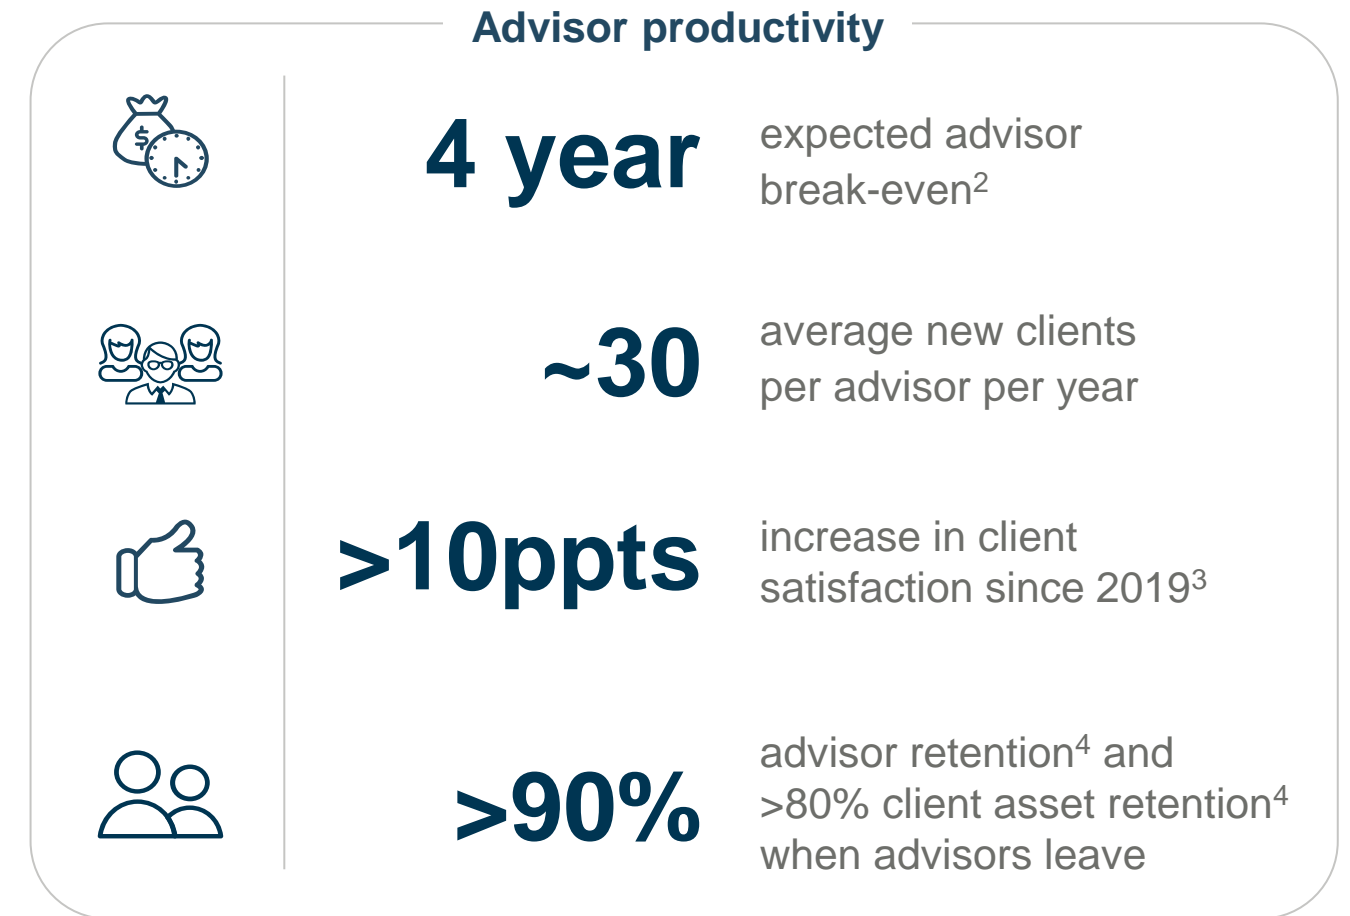 Advisor productivity
$
4 year
expected advisor
break-even2
~30
average new clients
per advisor per year
>10ppts
increase in client
satisfaction since 20193
>90%
advisor retention4 and
>80% client asset retention4
when advisors leave